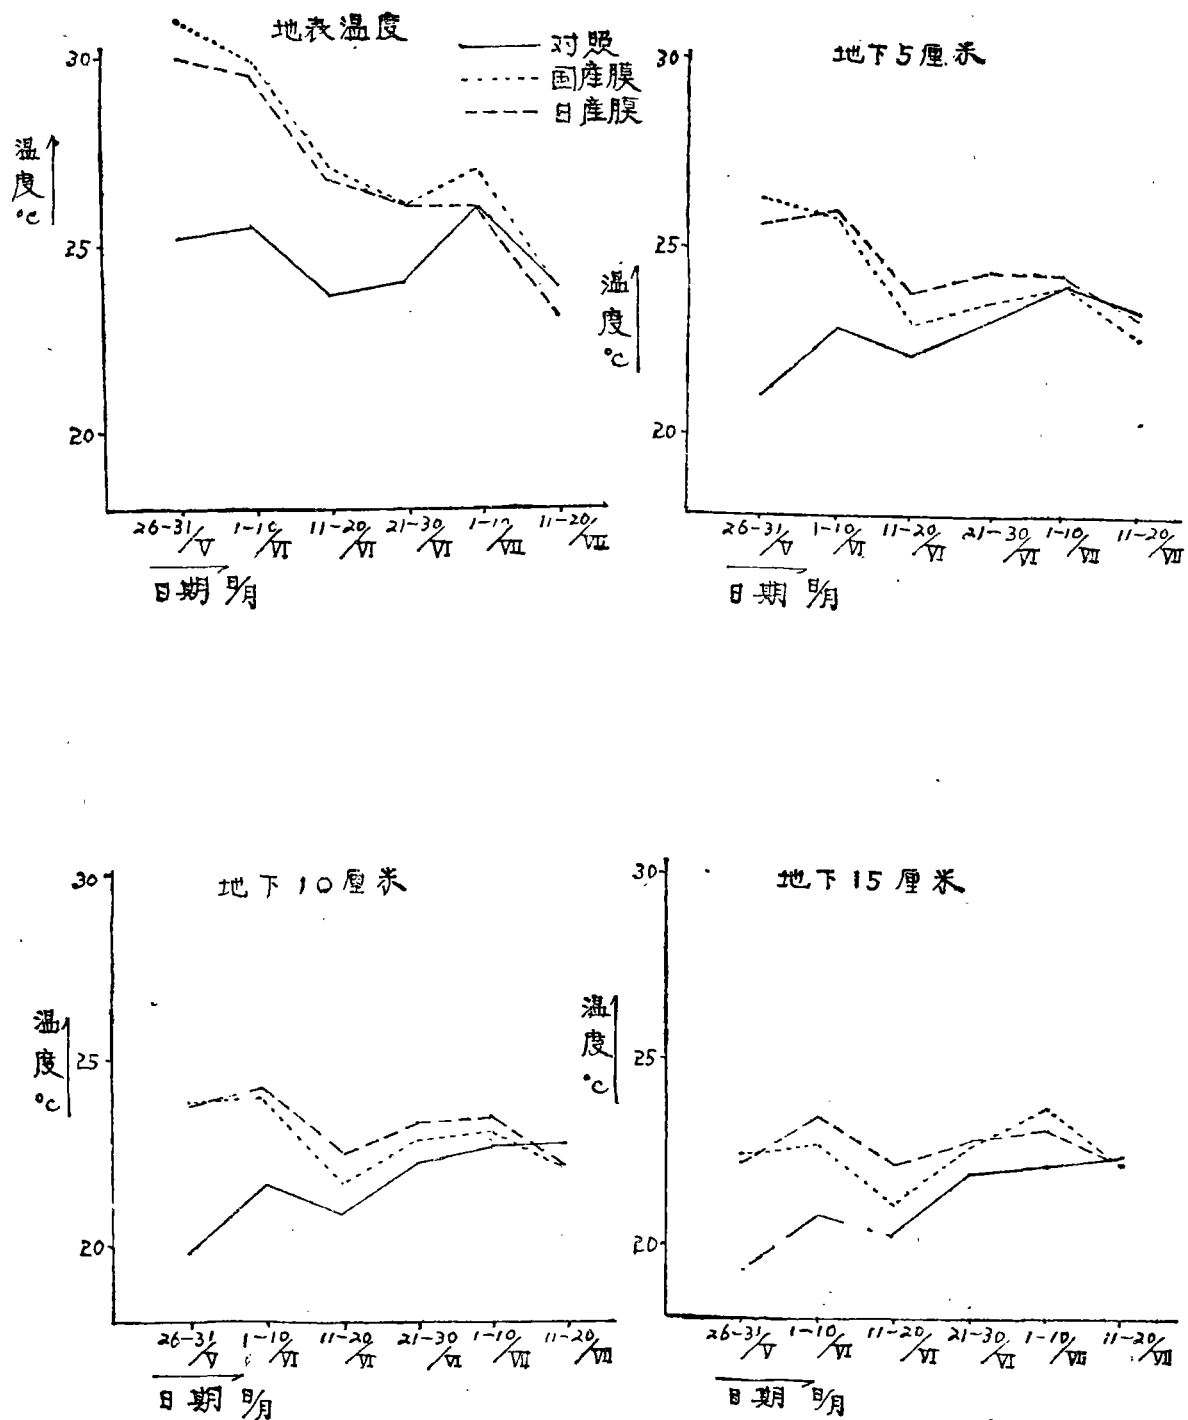 地表温度
—— 对照
------ 国産膜
--- 日産膜
30
25
20
温度 °C
26-31/V 1-10/VI 11-20/VI 21-30/VI 1-10/VII 11-20/VII
日期 日/月
地下5厘米
30
25
20
温度 °C
26-31/V 1-10/VI 11-20/VI 21-30/VI 1-10/VII 11-20/VII
日期 日/月
地下10厘米
30
25
20
温度 °C
26-31/V 1-10/VI 11-20/VI 21-30/VI 1-10/VII 11-20/VII
日期 日/月
地下15厘米
30
25
20
温度 °C
26-31/V 1-10/VI 11-20/VI 21-30/VI 1-10/VII 11-20/VII
日期 日/月